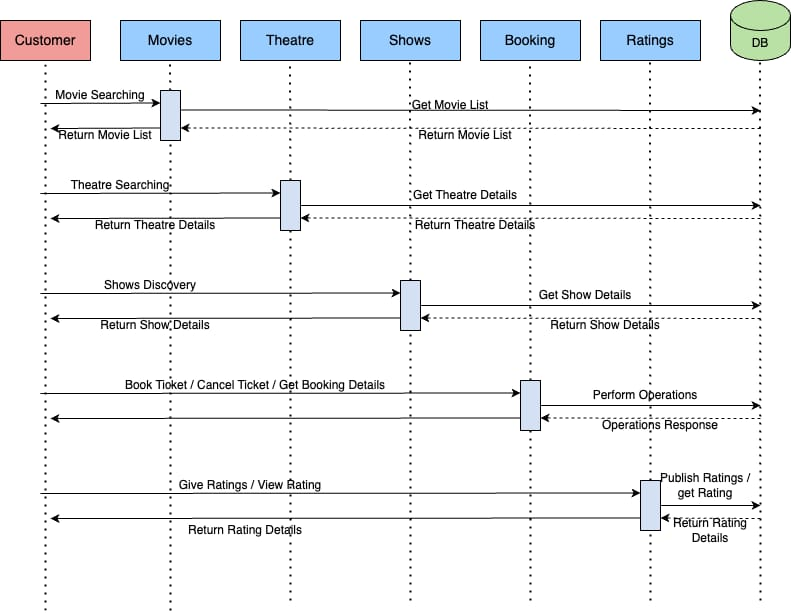 Customer
Movies
Theatre
Shows
Booking
Ratings
DB
Movie Searching
Get Movie List
Return Movie List
Return Movie List
Theatre Searching
Get Theatre Details
Return Theatre Details
Return Theatre Details
Shows Discovery
Get Show Details
Return Show Details
Return Show Details
Book Ticket / Cancel Ticket / Get Booking Details
Perform Operations
Operations Response
Give Ratings / View Rating
Publish Ratings /
get Rating
Return Rating Details
Return Rating
Details